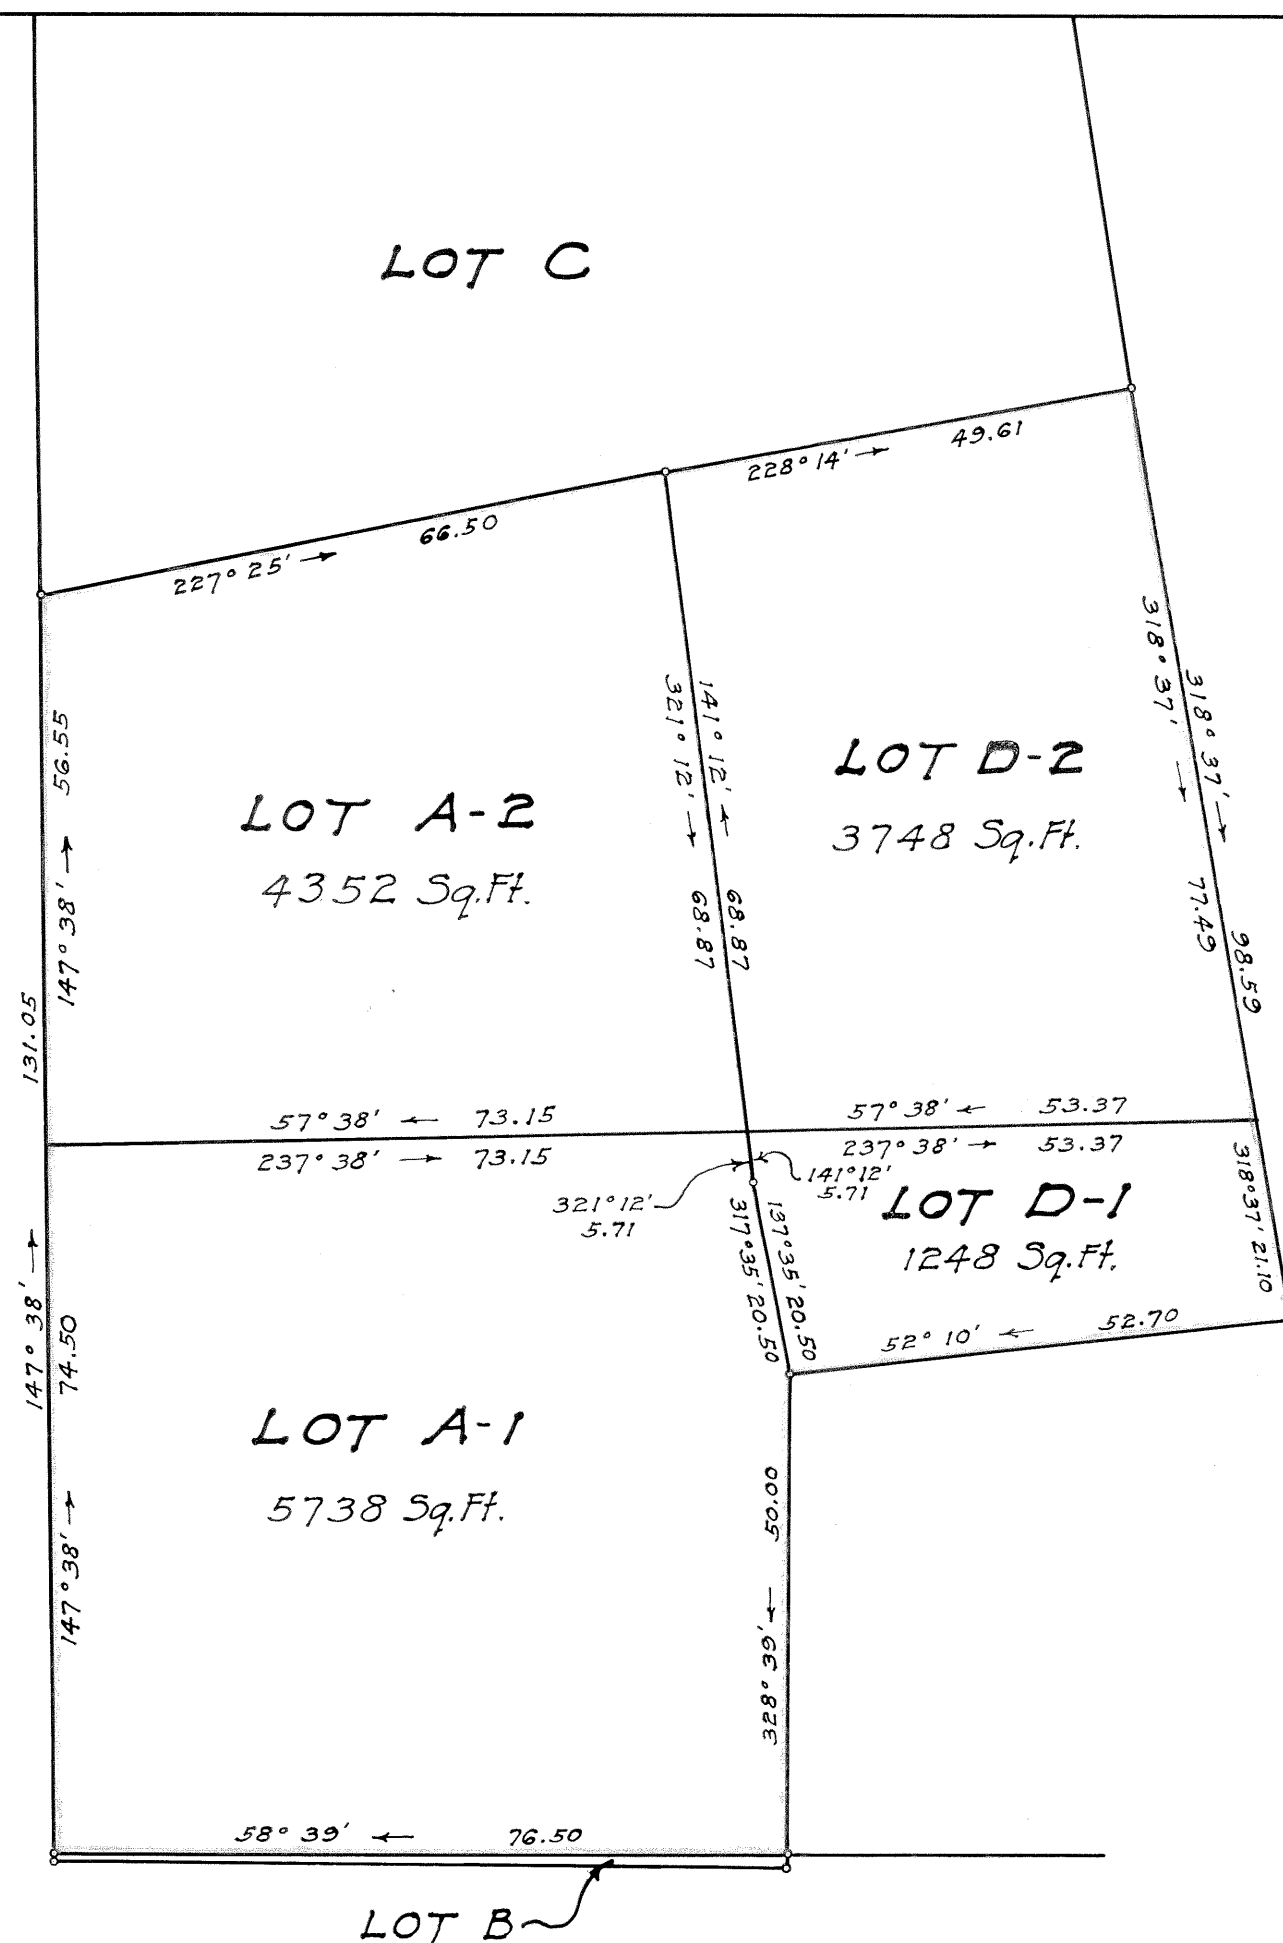 LOT C
49.61
228° 14' →
66.50
227° 25' →
147° 38' → 56.55
321° 12' → 68.87
141° 12' ← 68.87
318° 37' → 77.49
318° 37' → 98.59
LOT D-2
3748 Sq.Ft.
LOT A-2
4352 Sq.Ft.
147° 38' → 131.05
57° 38' ← 73.15
237° 38' → 73.15
57° 38' ← 53.37
237° 38' → 53.37
321° 12'
5.71
141° 12'
5.71
LOT D-1
1248 Sq.Ft.
318° 37' 21.10
317° 35' 20.50
137° 35' 20.50
52° 10' ← 52.70
147° 38' → 74.50
LOT A-1
5738 Sq.Ft.
328° 39' ← 50.00
58° 39' ← 76.50
LOT B